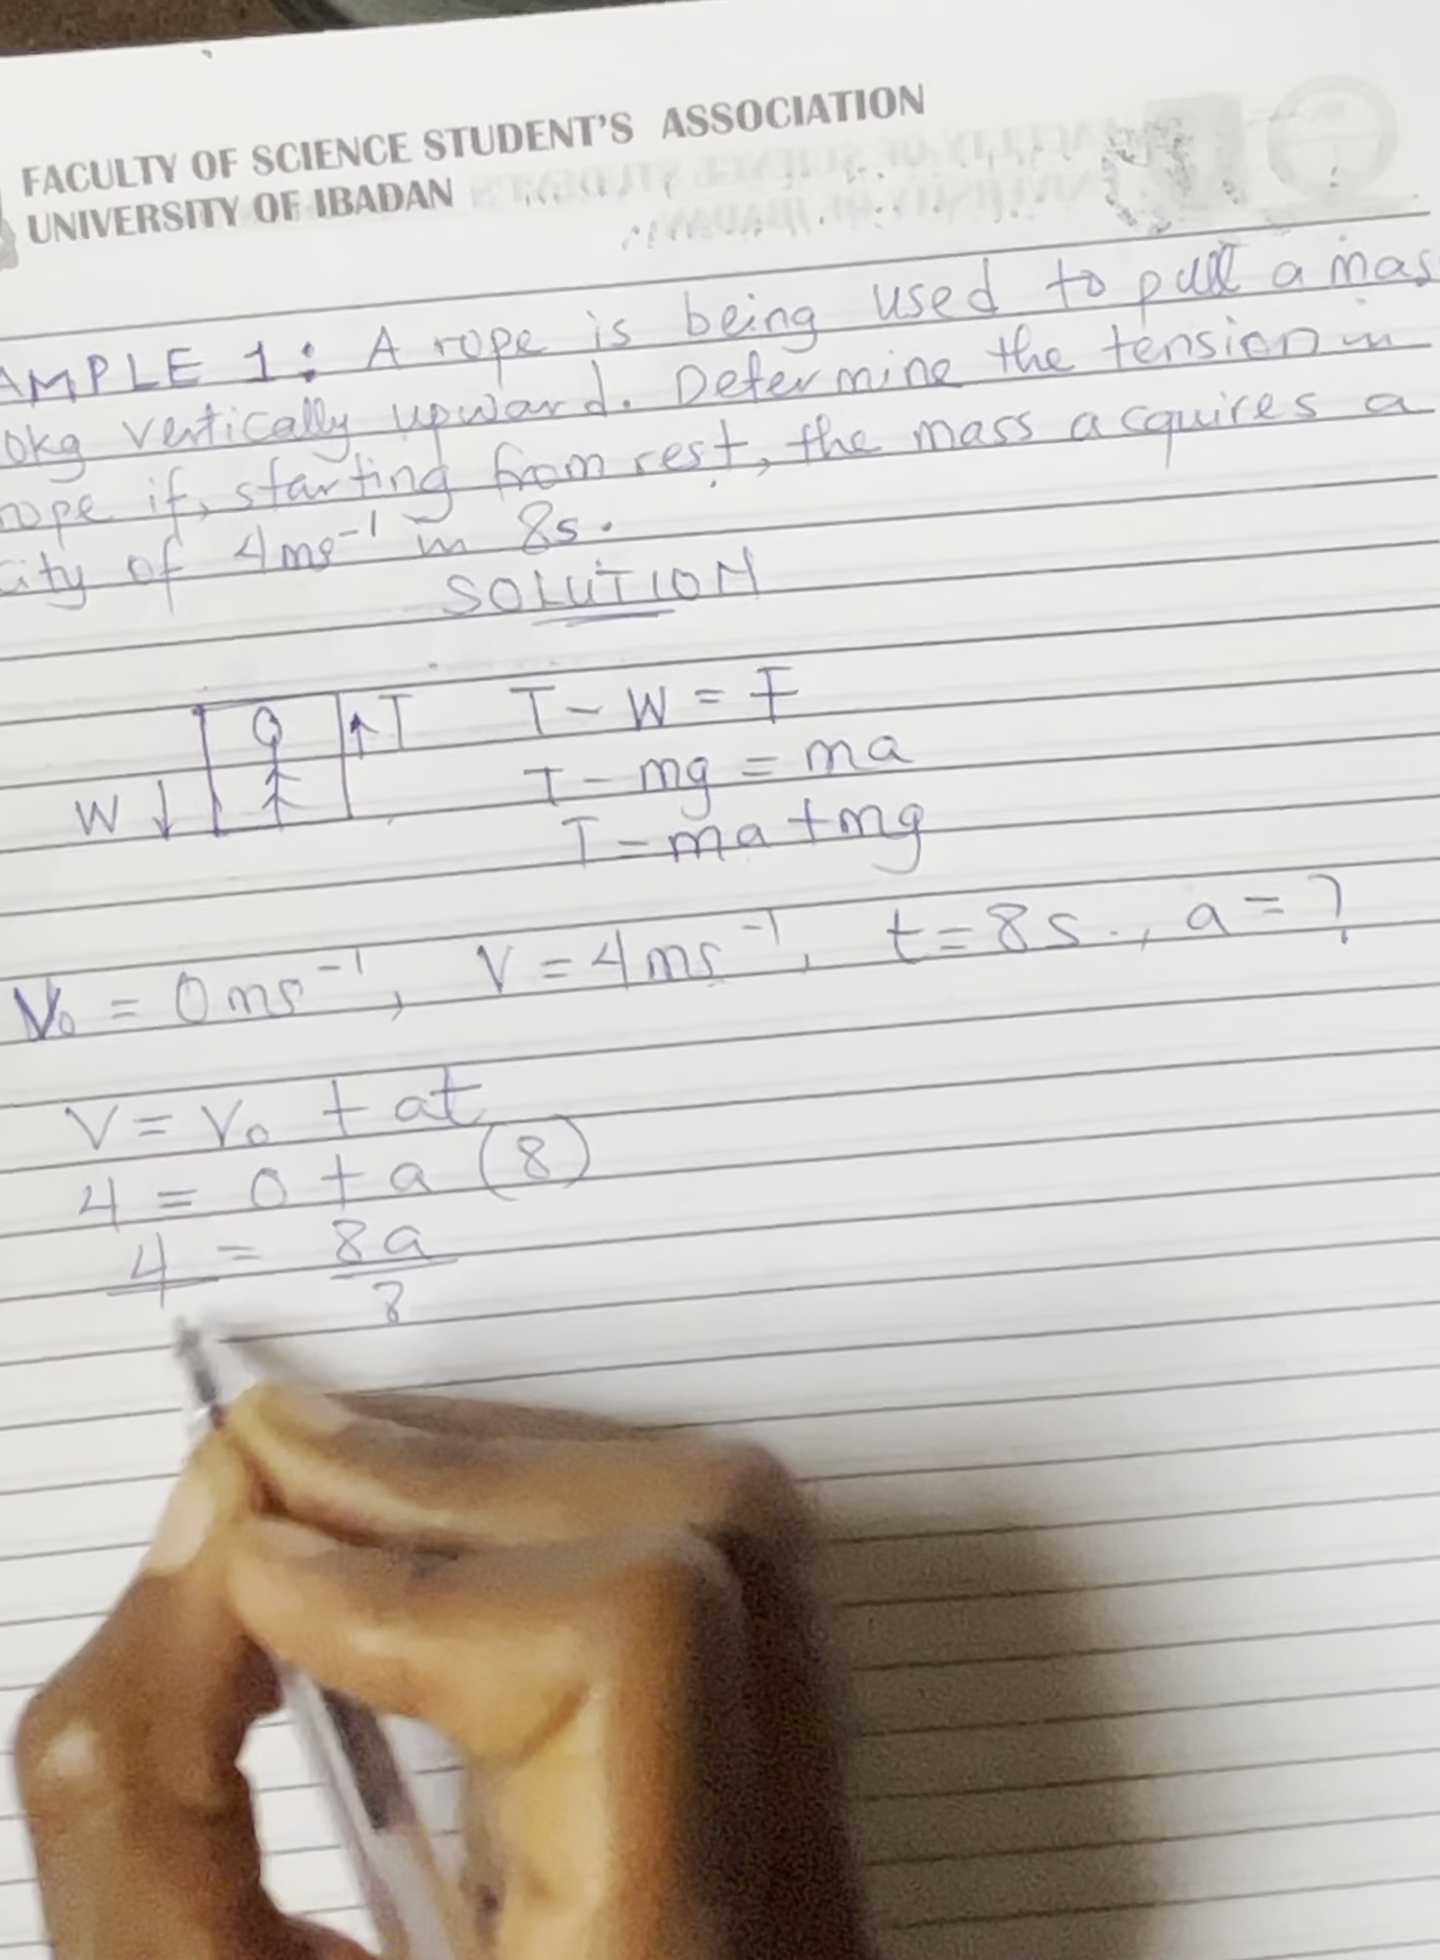 FACULTY OF SCIENCE STUDENT'S ASSOCIATION
UNIVERSITY OF IBADAN
AMPLE 1: A rope is being used to pull a mas
0kg vertically upward. Determine the tension in
rope if, starting from rest, the mass acquires a
city of 4ms⁻¹ in 8s.
SOLUTION
T T - W = F
W T - mg = ma
T = ma + mg
V₀ = 0ms⁻¹, V = 4ms⁻¹, t = 8s., a = ?
V = V₀ + at
4 = 0 + a (8)
4 = 8a
8